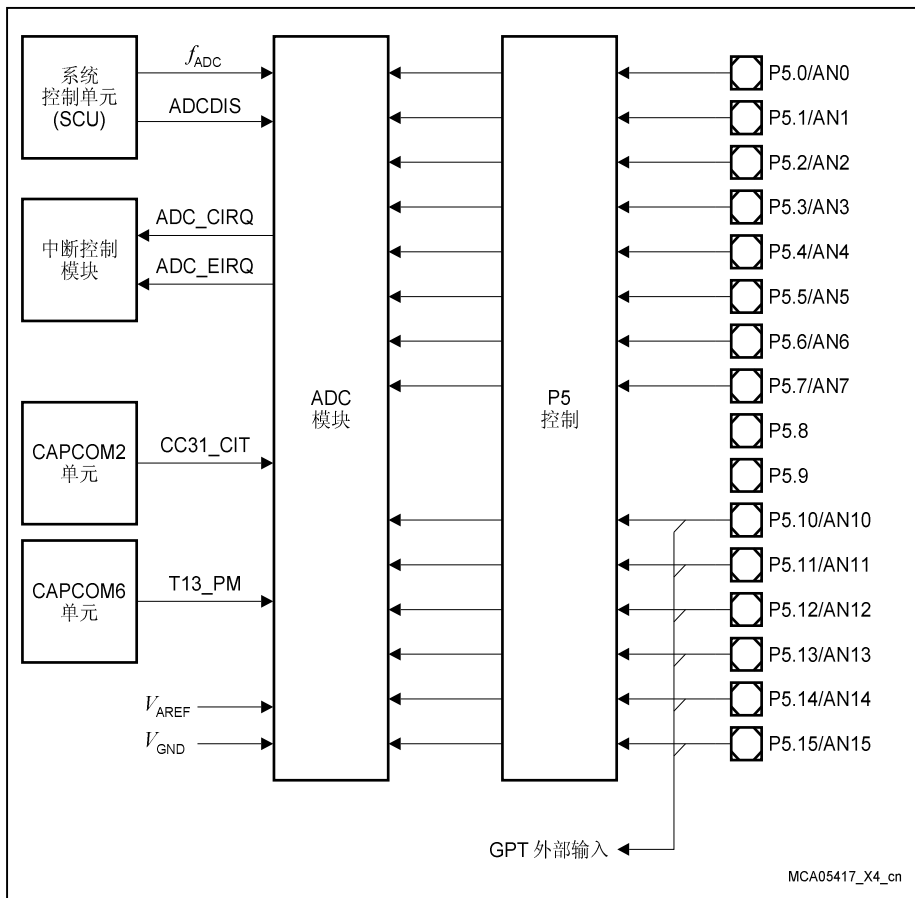 系统
控制单元
(SCU)
fADC
ADCDIS
中断控制
模块
ADC_CIRQ
ADC_EIRQ
CAPCOM2
单元
CC31_CIT
CAPCOM6
单元
T13_PM
VAREF
VGND
ADC
模块
P5
控制
P5.0/AN0
P5.1/AN1
P5.2/AN2
P5.3/AN3
P5.4/AN4
P5.5/AN5
P5.6/AN6
P5.7/AN7
P5.8
P5.9
P5.10/AN10
P5.11/AN11
P5.12/AN12
P5.13/AN13
P5.14/AN14
P5.15/AN15
GPT 外部输入
MCA05417_X4_cn